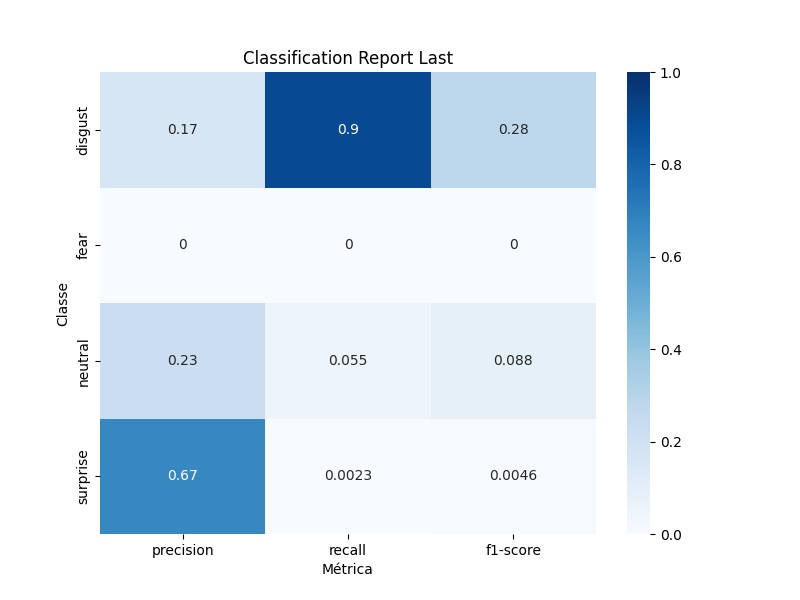 Classification Report Last
disgust 0.17 0.9 0.28
fear 0 0 0
neutral 0.23 0.055 0.088
surprise 0.67 0.0023 0.0046
precision recall f1-score
Métrica
Classe
1.0
0.8
0.6
0.4
0.2
0.0